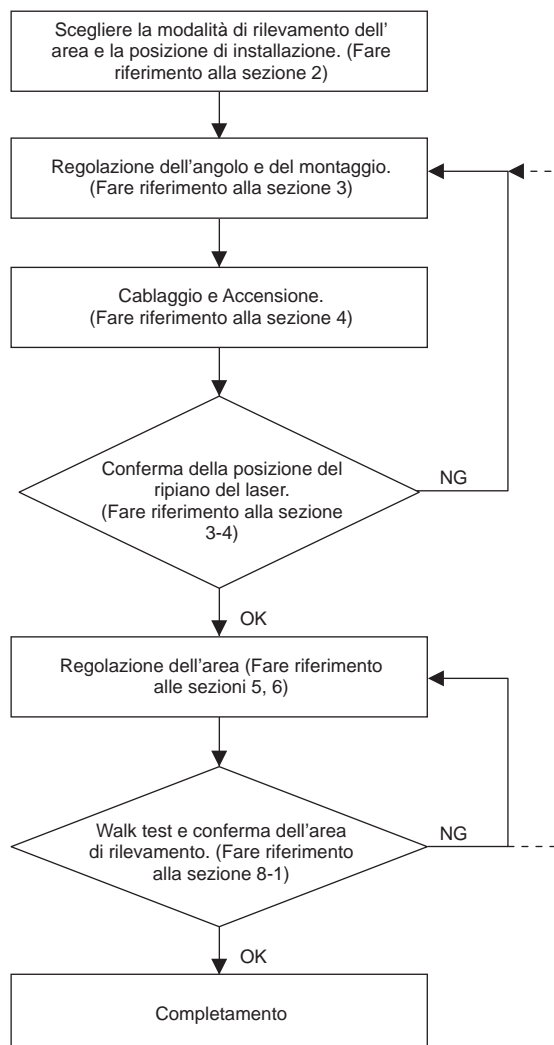 Scegliere la modalità di rilevamento dell'
area e la posizione di installazione. (Fare
riferimento alla sezione 2)
Regolazione dell'angolo e del montaggio.
(Fare riferimento alla sezione 3)
Cablaggio e Accensione.
(Fare riferimento alla sezione 4)
Conferma della posizione del
ripiano del laser.
(Fare riferimento alla sezione
3-4)
NG
OK
Regolazione dell'area (Fare riferimento
alle sezioni 5, 6)
Walk test e conferma dell'area
di rilevamento. (Fare riferimento
alla sezione 8-1)
NG
OK
Completamento